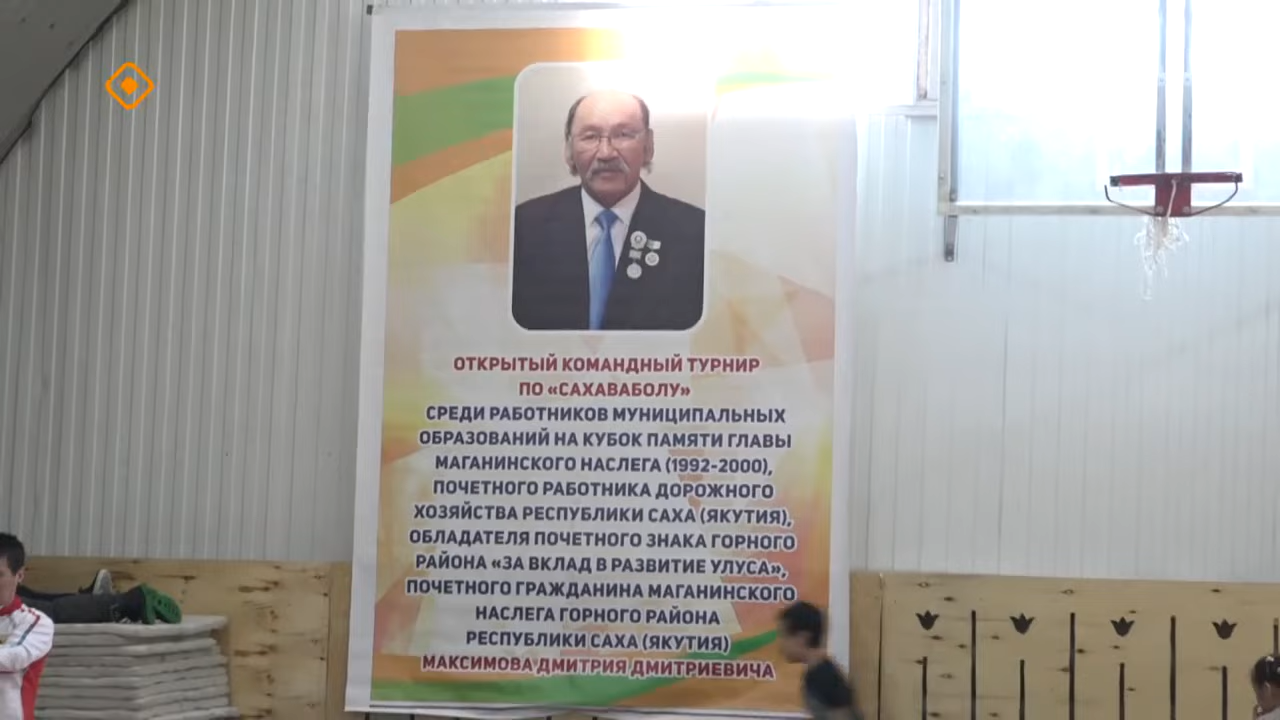 ОТКРЫТЫЙ КОМАНДНЫЙ ТУРНИР
ПО «САХАВАБОЛУ»
СРЕДИ РАБОТНИКОВ МУНИЦИПАЛЬНЫХ
ОБРАЗОВАНИЙ НА КУБОК ПАМЯТИ ГЛАВЫ
МАГАНИНСКОГО НАСЛЕГА (1992-2000),
ПОЧЕТНОГО РАБОТНИКА ДОРОЖНОГО
ХОЗЯЙСТВА РЕСПУБЛИКИ САХА (ЯКУТИЯ),
ОБЛАДАТЕЛЯ ПОЧЕТНОГО ЗНАКА ГОРНОГО
РАЙОНА «ЗА ВКЛАД В РАЗВИТИЕ УЛУСА»,
ПОЧЕТНОГО ГРАЖДАНИНА МАГАНИНСКОГО
НАСЛЕГА ГОРНОГО РАЙОНА
РЕСПУБЛИКИ САХА (ЯКУТИЯ)
МАКСИМОВА ДМИТРИЯ ДМИТРИЕВИЧА